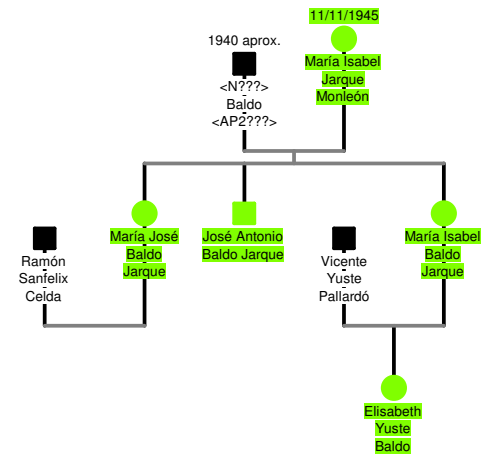 11/11/1945
1940 aprox.
María Isabel
Jarque
Monleón
<N???>
Baldo
<AP2???>
María José
Baldo
Jarque
José Antonio
Baldo Jarque
María Isabel
Baldo
Jarque
Ramón
Sanfelix
Celda
Vicente
Yuste
Pallardó
Elisabeth
Yuste
Baldo